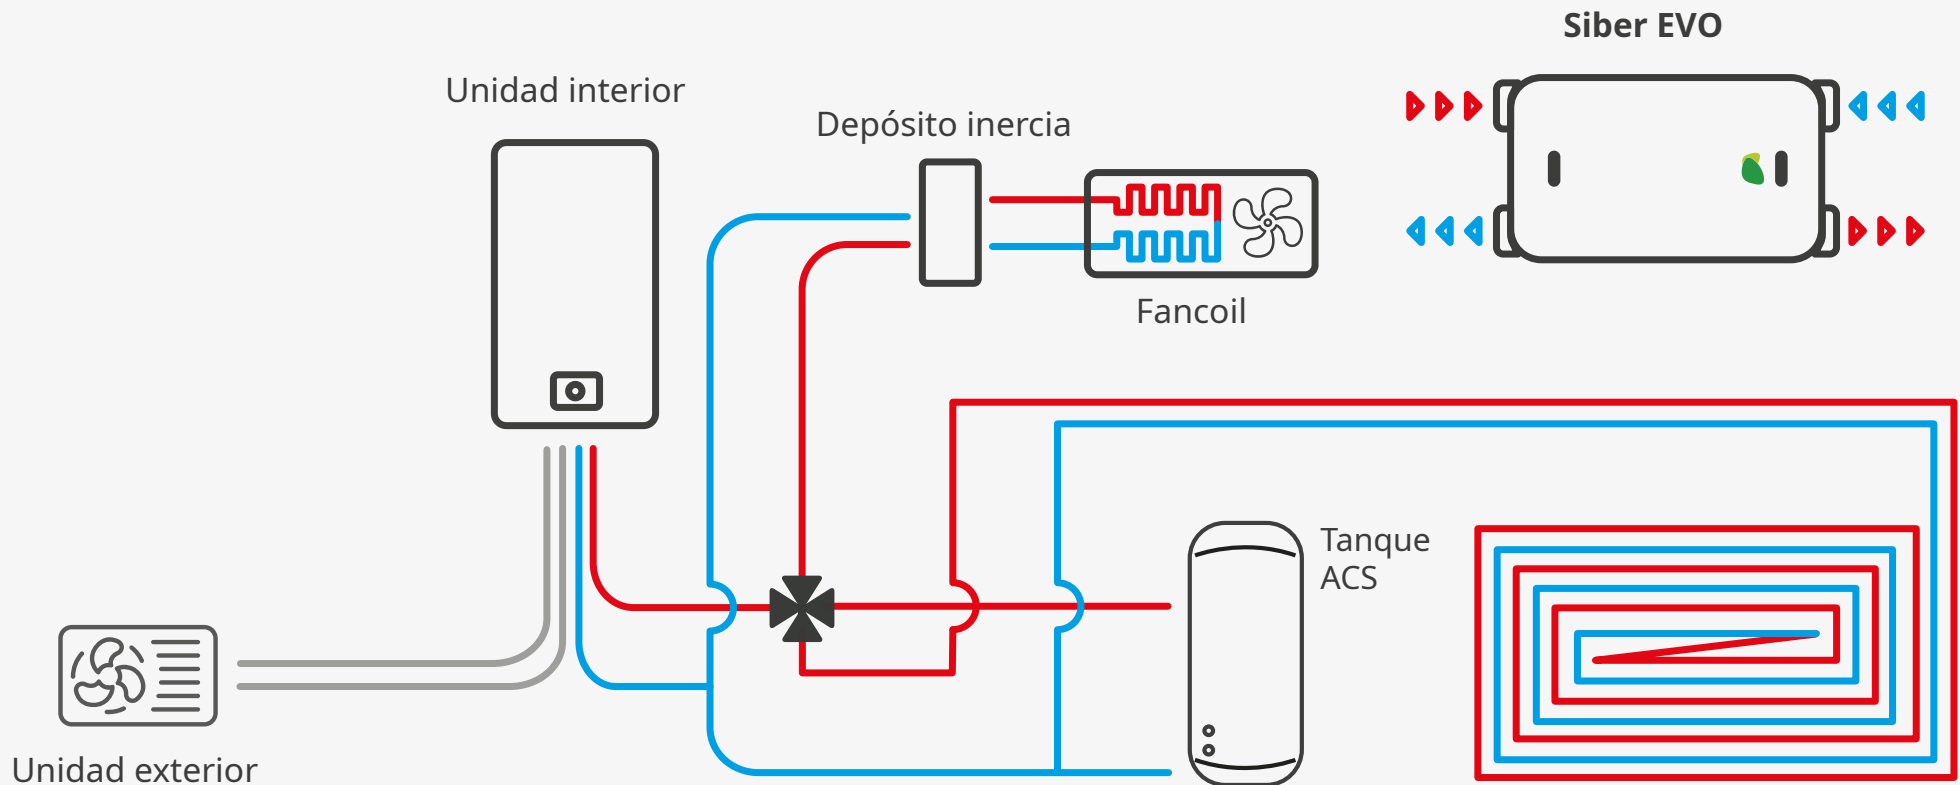 Siber EVO
Unidad interior
Depósito inercia
Fancoil
Tanque
ACS
Unidad exterior